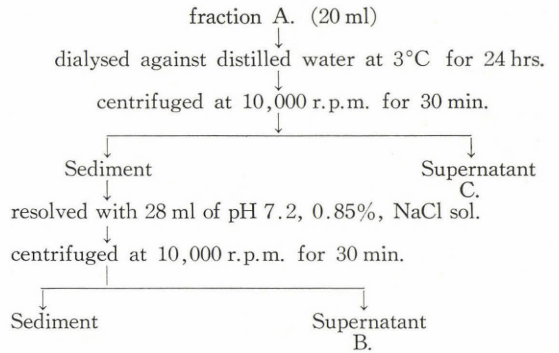 fraction A. (20 ml)
dialysed against distilled water at 3°C for 24 hrs.
centrifuged at 10,000 r.p.m. for 30 min.
Sediment Supernatant
C.
resolved with 28 ml of pH 7.2, 0.85%, NaCl sol.
centrifuged at 10,000 r.p.m. for 30 min.
Sediment Supernatant
B.